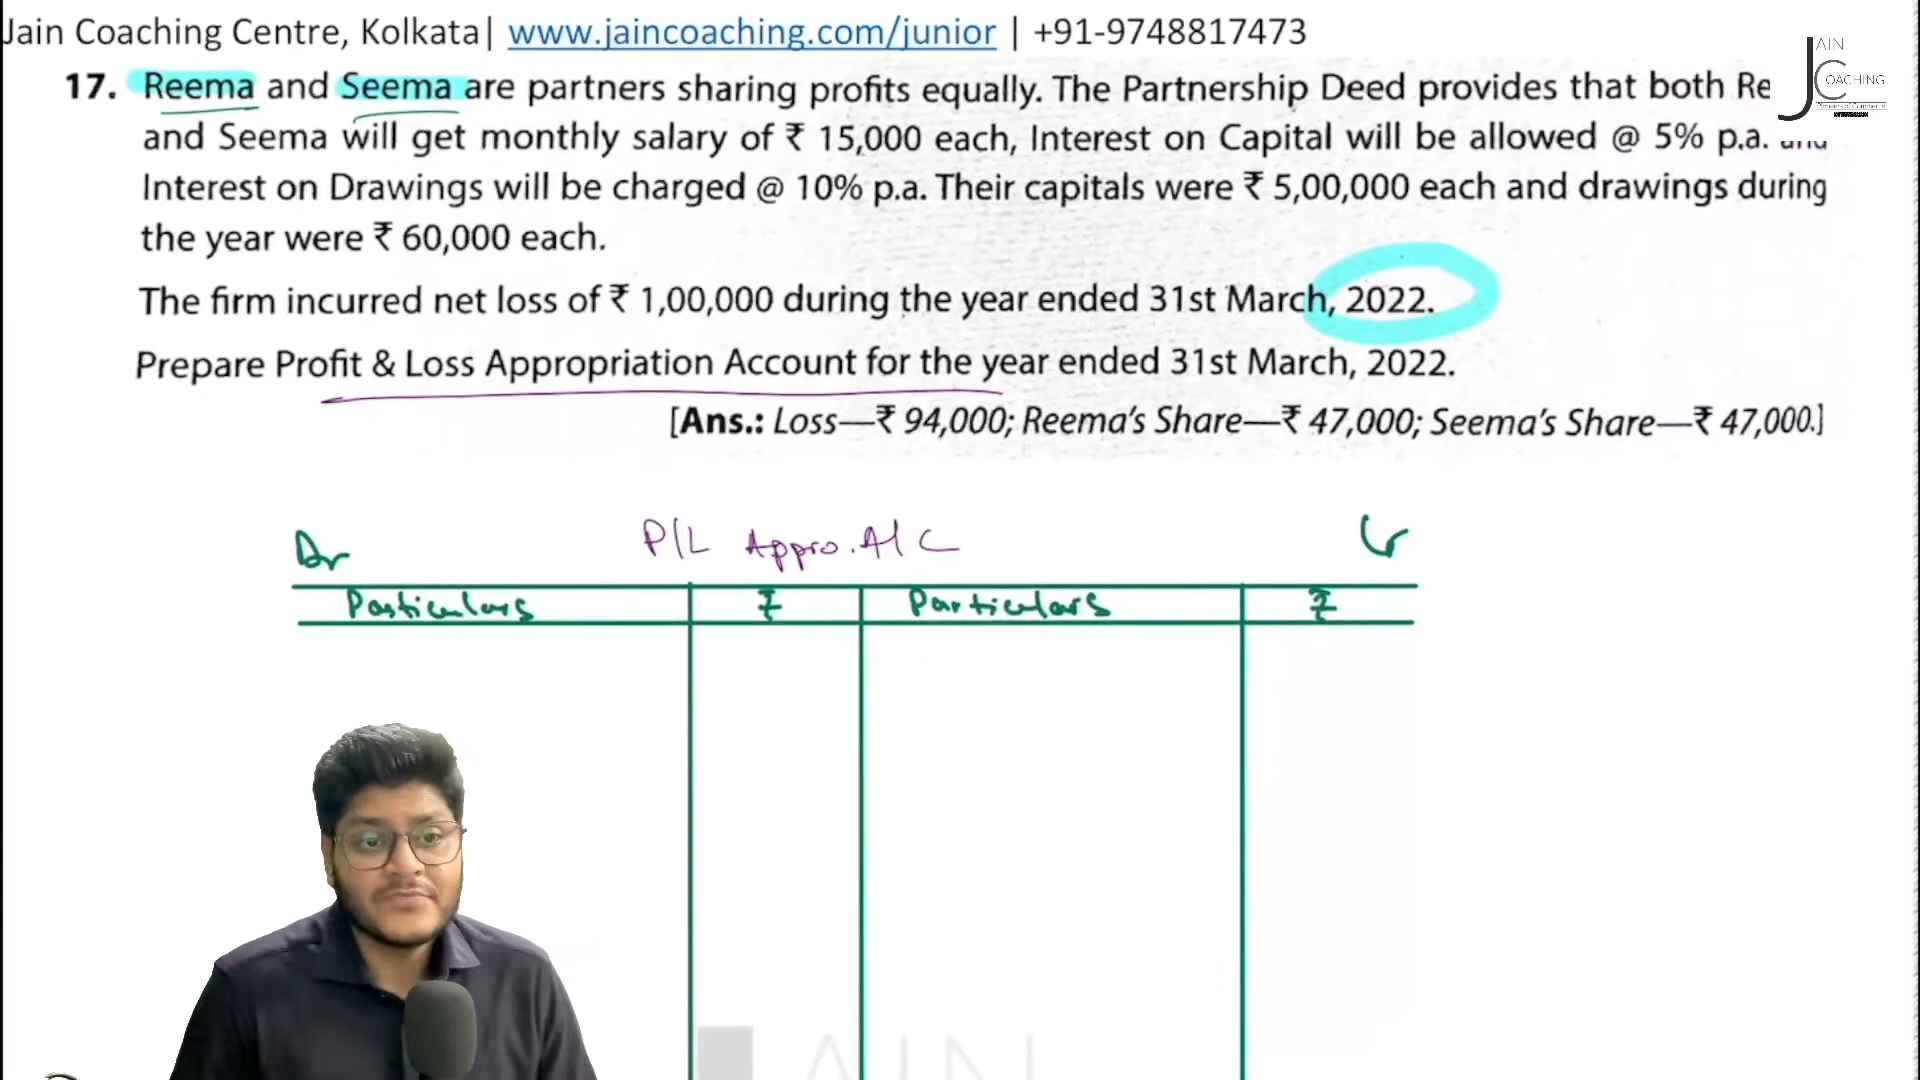 Jain Coaching Centre, Kolkata| www.jaincoaching.com/junior | +91-9748817473
JAIN COACHING
17. Reema and Seema are partners sharing profits equally. The Partnership Deed provides that both Re
and Seema will get monthly salary of ₹ 15,000 each, Interest on Capital will be allowed @ 5% p.a. and
Interest on Drawings will be charged @ 10% p.a. Their capitals were ₹ 5,00,000 each and drawings during
the year were ₹ 60,000 each.
The firm incurred net loss of ₹ 1,00,000 during the year ended 31st March, 2022.
Prepare Profit & Loss Appropriation Account for the year ended 31st March, 2022.
[Ans.: Loss—₹ 94,000; Reema's Share—₹ 47,000; Seema's Share—₹ 47,000.]
Dr P/L Appro. A/C Cr
Particulars ₹ Particulars ₹
JAIN